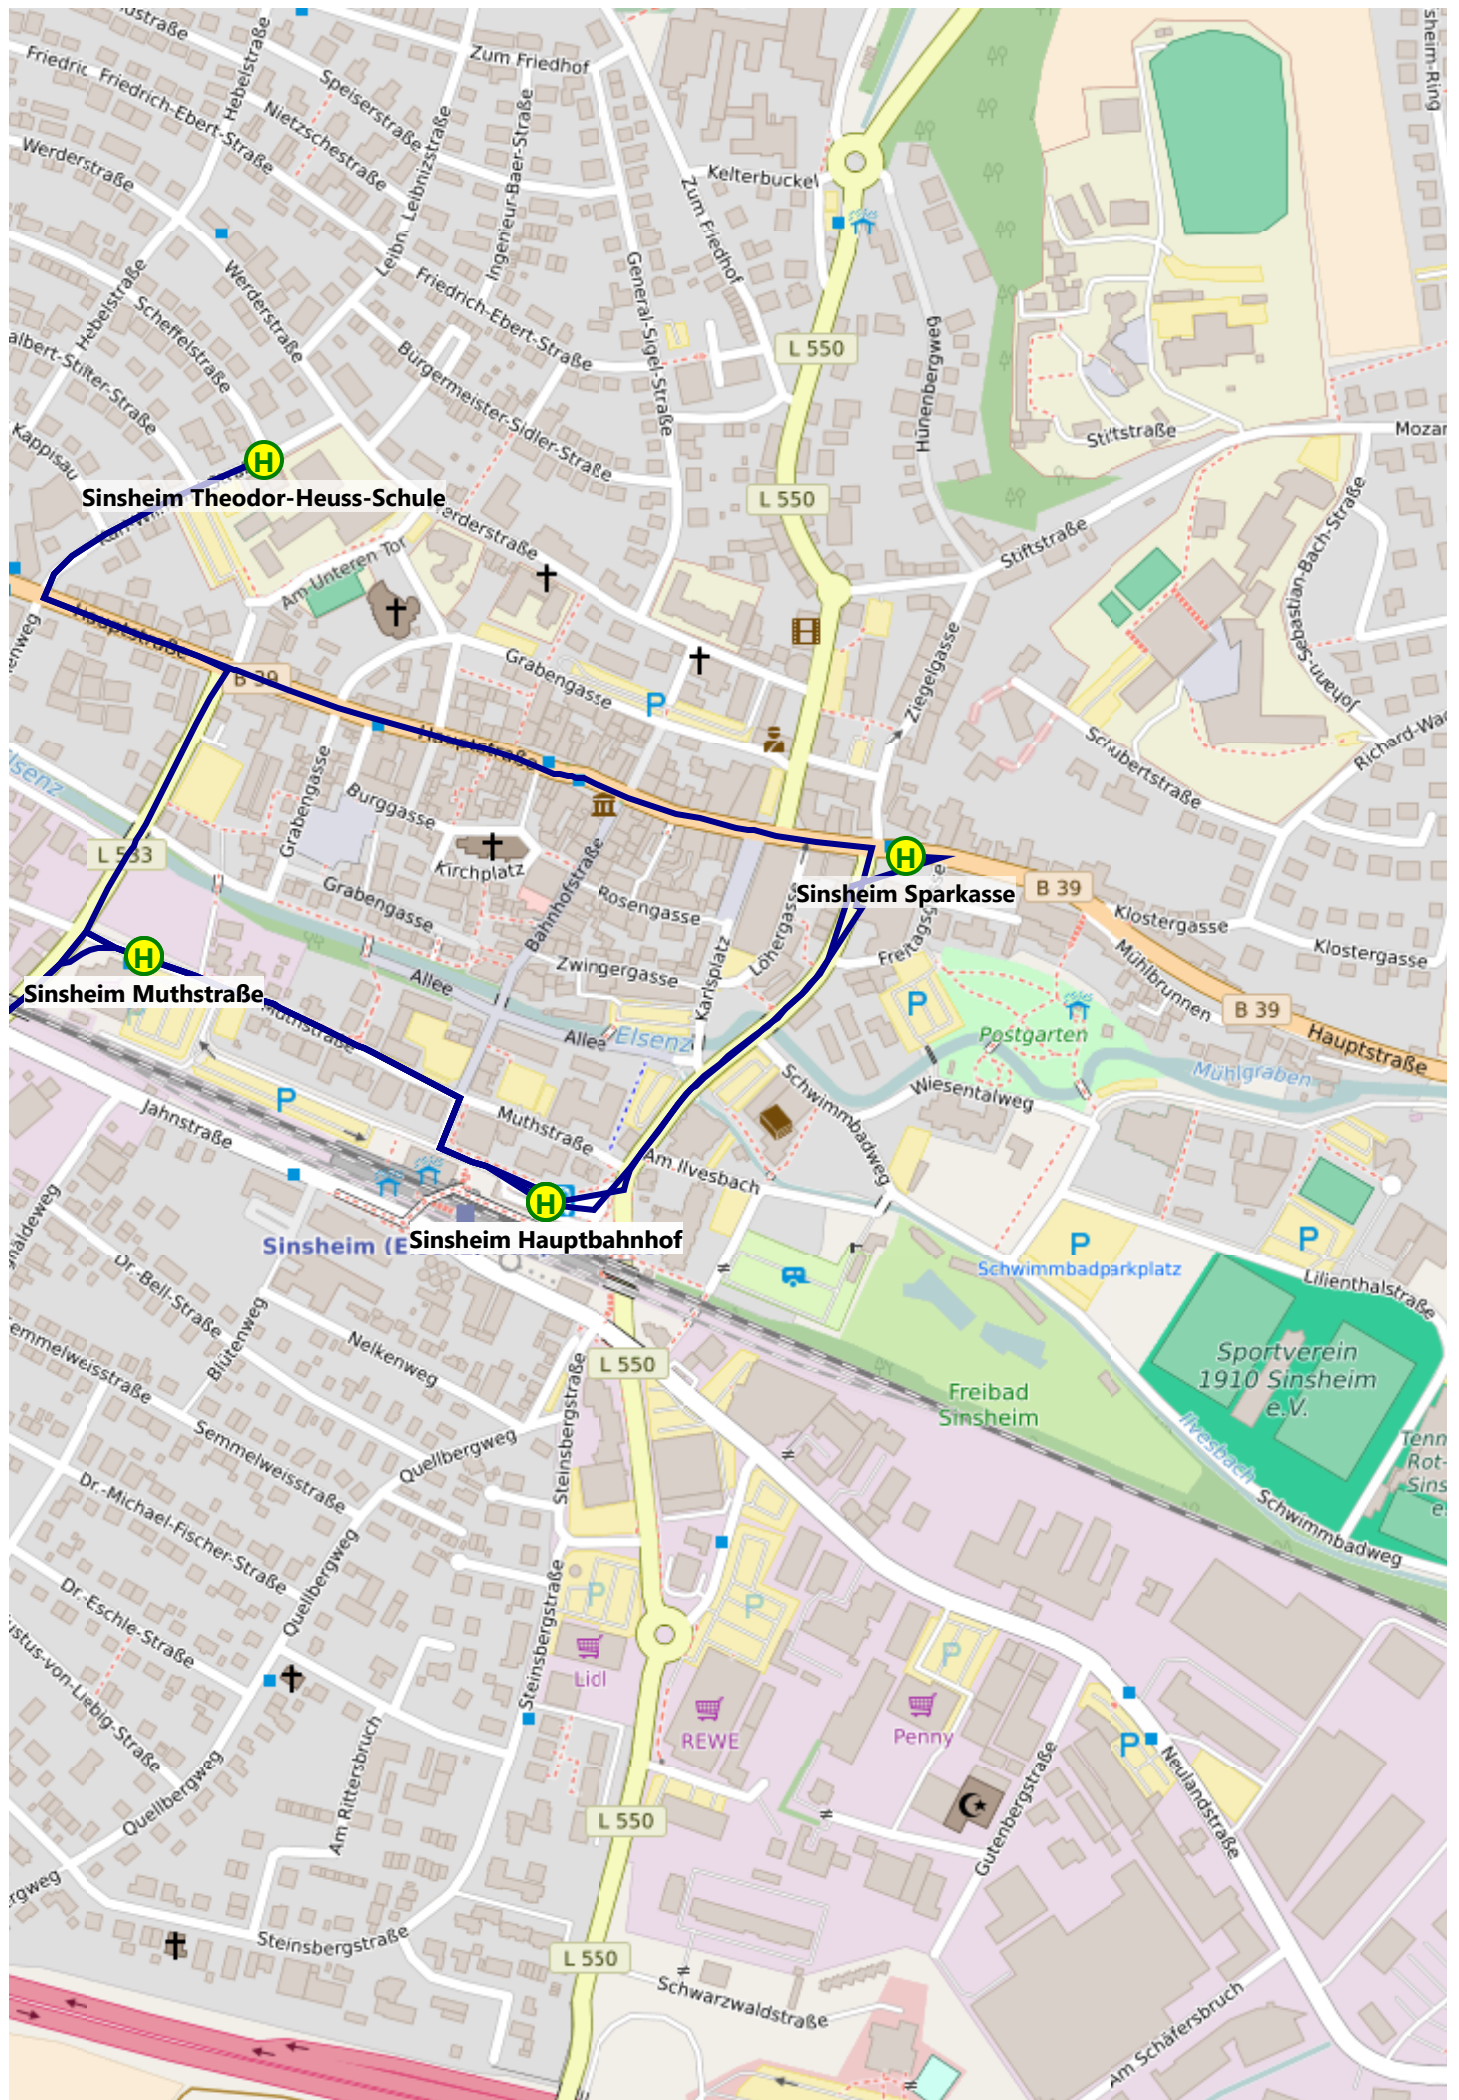 Zum Friedhof
Hebelstraße
Speiserstraße
Friedrich-Ebert-Straße
Nietzschestraße
Leibnizstraße
Ingenieur-Baer-Straße
Werderstraße
Kelterbuckel
Zum Friedhof
Werderstraße
Hebelstraße
Scheffelstraße
Friedrich-Ebert-Straße
General-Sigel-Straße
L 550
Hünenbergweg
Bürgermeister-Sidler-Straße
Kappisau
Stiftstraße
Sinsheim Theodor-Heuss-Schule
L 550
Stiftstraße
Johann-Sebastian-Bach-Straße
Am Unteren Tor
Hauptstraße
B 39
Grabengasse
P
Ziegelgasse
Hauptstraße
Schubertstraße
Grabengasse
Burggasse
L 533
Kirchplatz
Bahnhofstraße
Rosengasse
Sinsheim Sparkasse
B 39
Klostergasse
Klostergasse
Grabengasse
Löhergasse
Mühlbrunnen
Zwingergasse
Karlsplatz
Allee
Sinsheim Muthstraße
P
Muthstraße
Allee
Elsenz
P
Postgarten
B 39
Hauptstraße
Mühlgraben
Schwimmbadweg
Wiesentalweg
P
Jahnstraße
Muthstraße
Am Ilvesbach
H
Sinsheim Hauptbahnhof
P
P
Schwimmbadparkplatz
Lilienthalstraße
Dr.-Bell-Straße
Blütenweg
Nelkenweg
L 550
Steinsbergstraße
Freibad
Sinsheim
Sportverein
1910 Sinsheim
e.V.
Ilvesbach
Schwimmbadweg
Semmelweisstraße
Quellbergweg
Dr.-Michael-Fischer-Straße
Quellbergweg
Dr.-Eschle-Straße
Steinsbergstraße
P
P
P
Lidl
REWE
Penny
P
Neulandstraße
Quellbergweg
Am Rittersbruch
L 550
Gutenbergstraße
Steinsbergstraße
L 550
Schwarzwaldstraße
Am Schäfersbruch